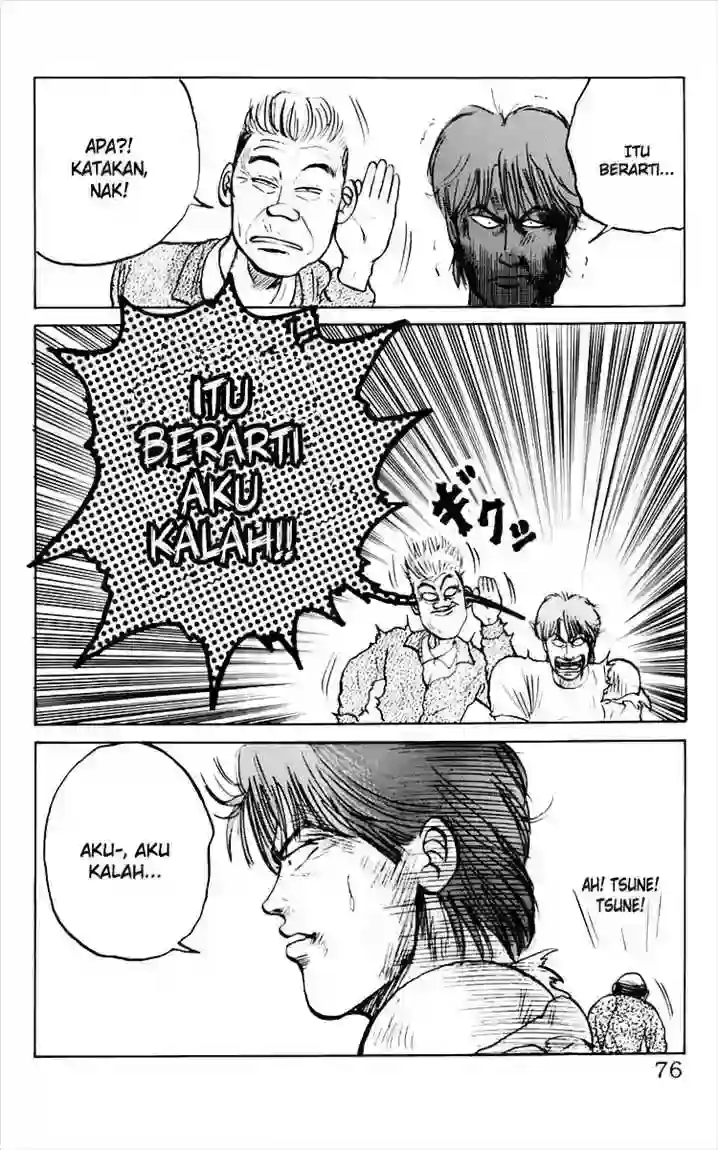 ITU
BERARTI...
APA?!
KATAKAN,
NAK!
ITU
BERARTI
AKU
KALAH!!!
ギクッ
AH! TSUNE!
TSUNE!
AKU-, AKU
KALAH...
76